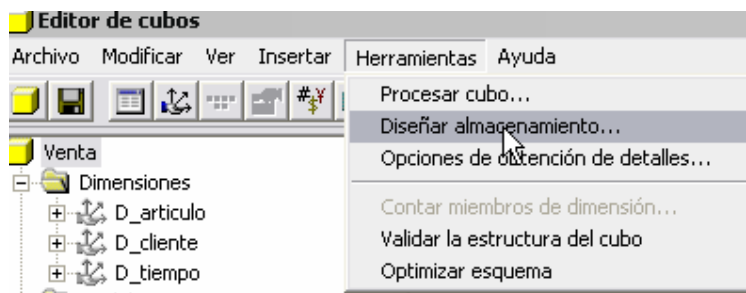 Editor de cubos
Archivo Modificar Ver Insertar Herramientas Ayuda
Procesar cubo...
Diseñar almacenamiento...
Opciones de obtención de detalles...
Contar miembros de dimensión...
Validar la estructura del cubo
Optimizar esquema
Venta
Dimensiones
D_articulo
D_cliente
D_tiempo